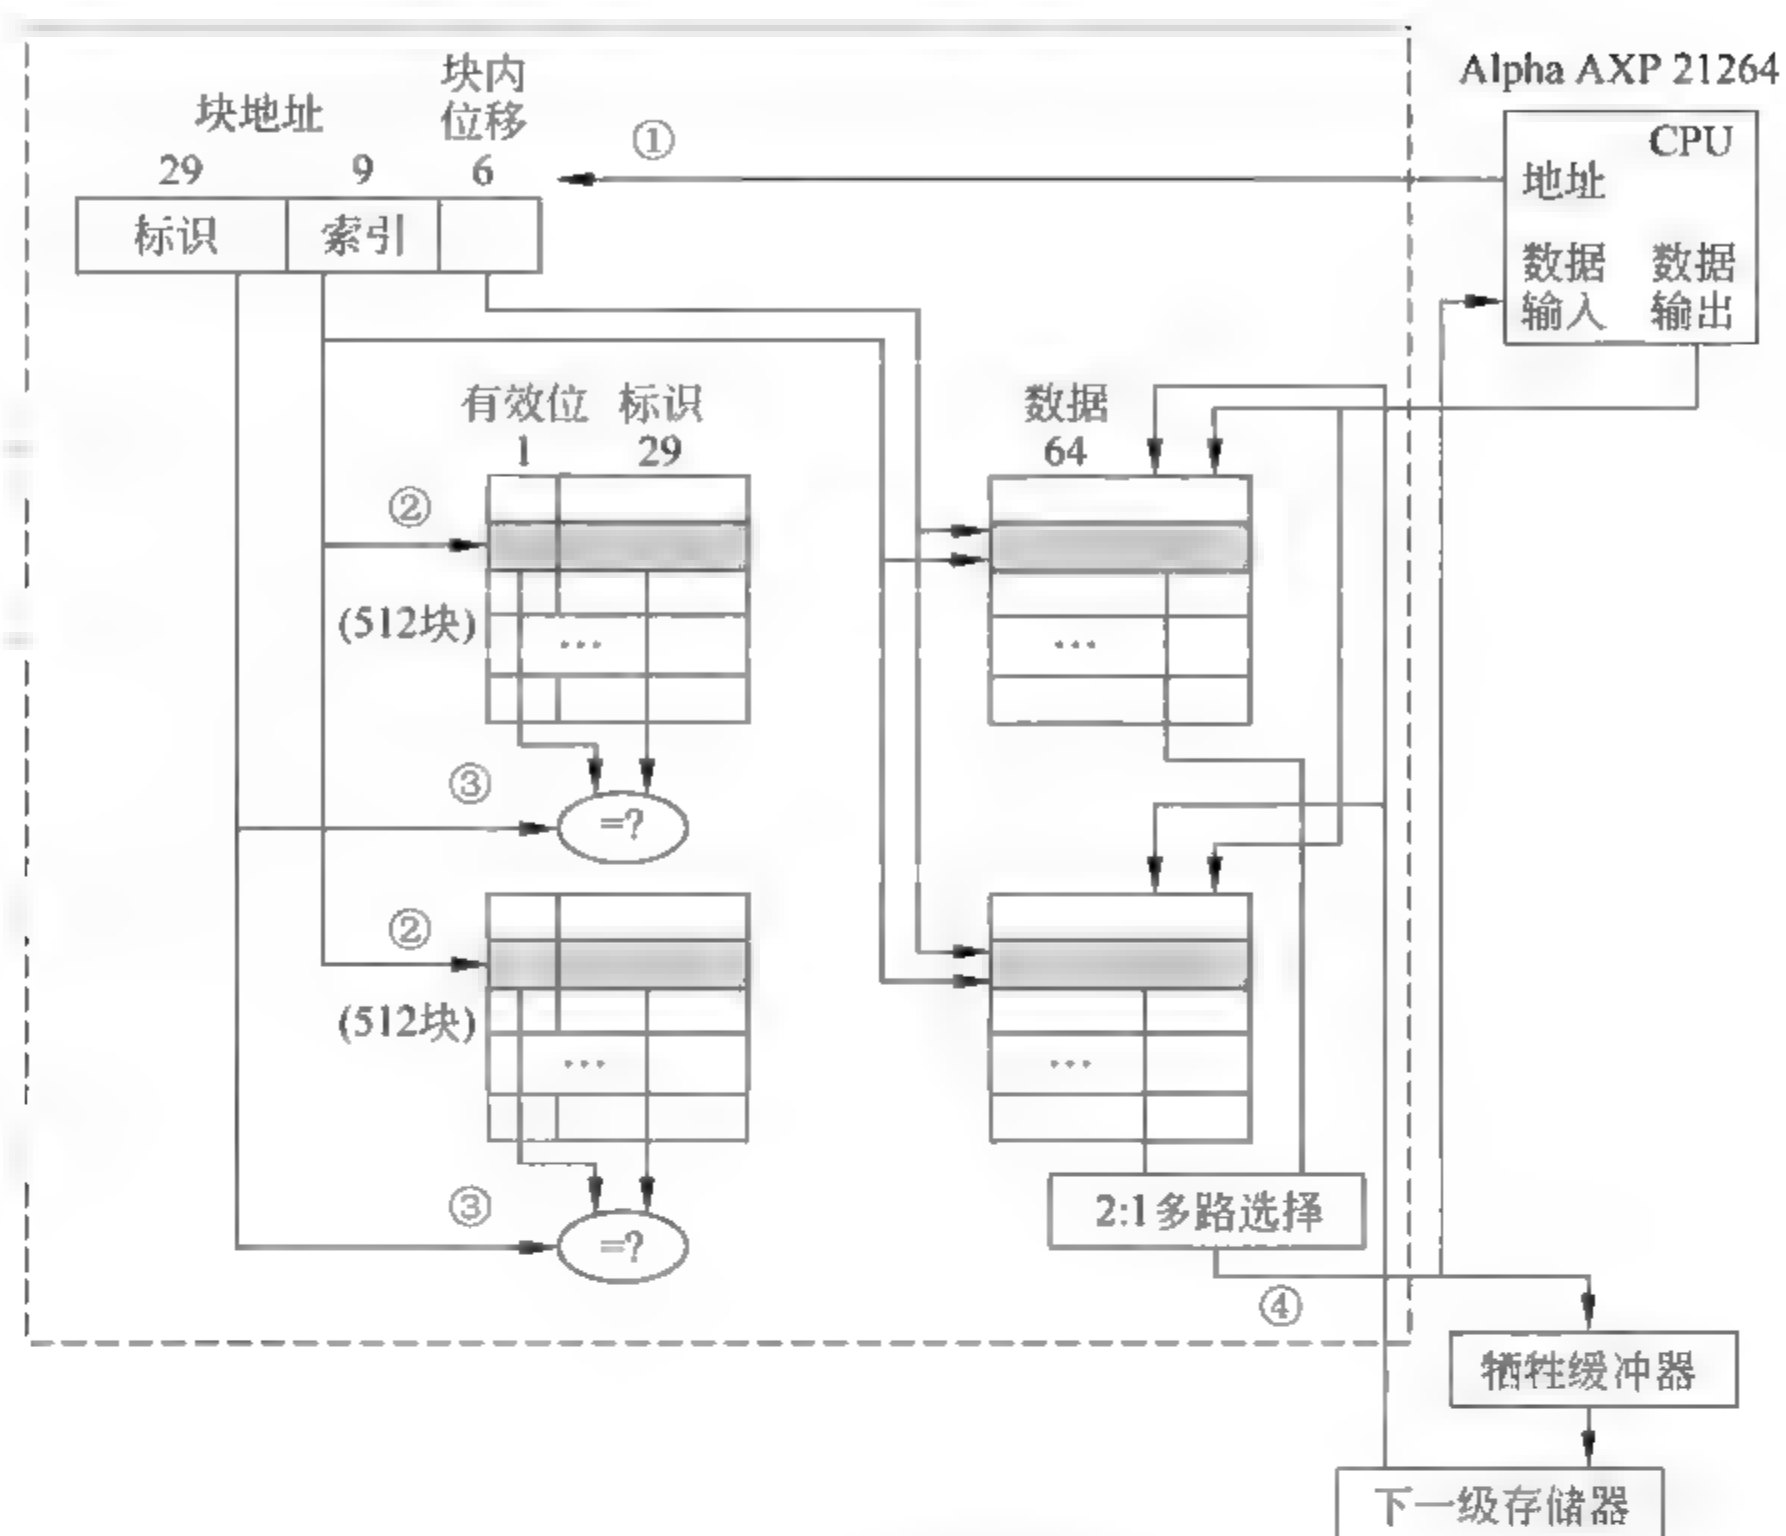 Alpha AXP 21264
块内
位移
块地址
29 9 6
①
CPU
地址
标识 索引
数据 数据
输入 输出
有效位 标识
1 29
数据
64
②
(512块)
...
...
③
=?
②
(512块)
...
...
③
=?
2:1多路选择
④
牺牲缓冲器
下一级存储器